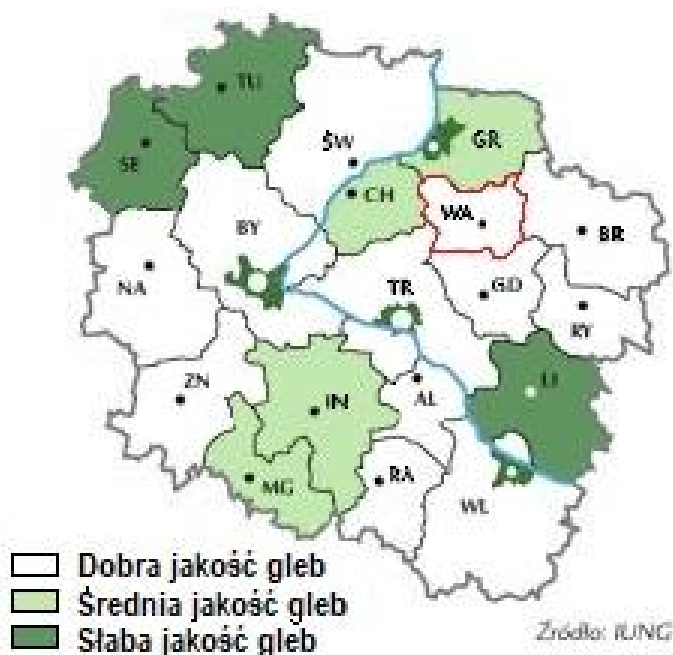 TU
SE
ŚW
GR
CH
WA
BY
BR
NA
TR
GD
RY
ZN
IN
AL
LI
MG
RA
WŁ
Dobra jakość gleb
Średnia jakość gleb
Słaba jakość gleb
Źródło: IUNG